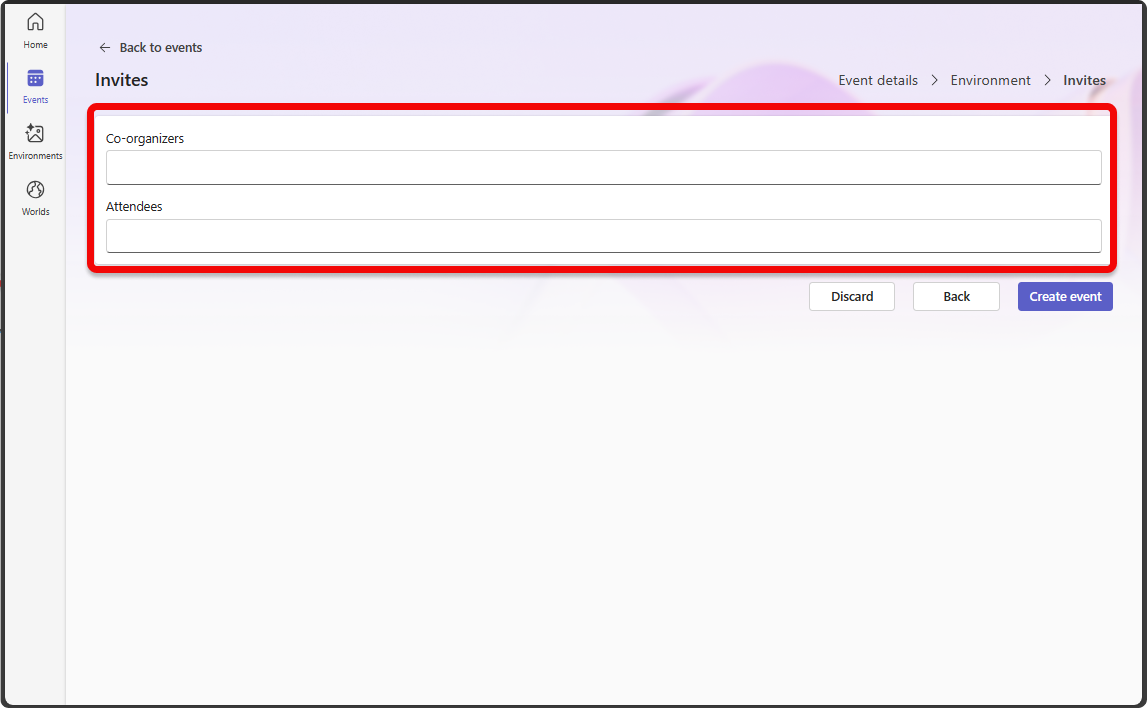 Home
Events
Environments
Worlds
Back to events
Invites
Event details > Environment > Invites
Co-organizers
Attendees
Discard
Back
Create event